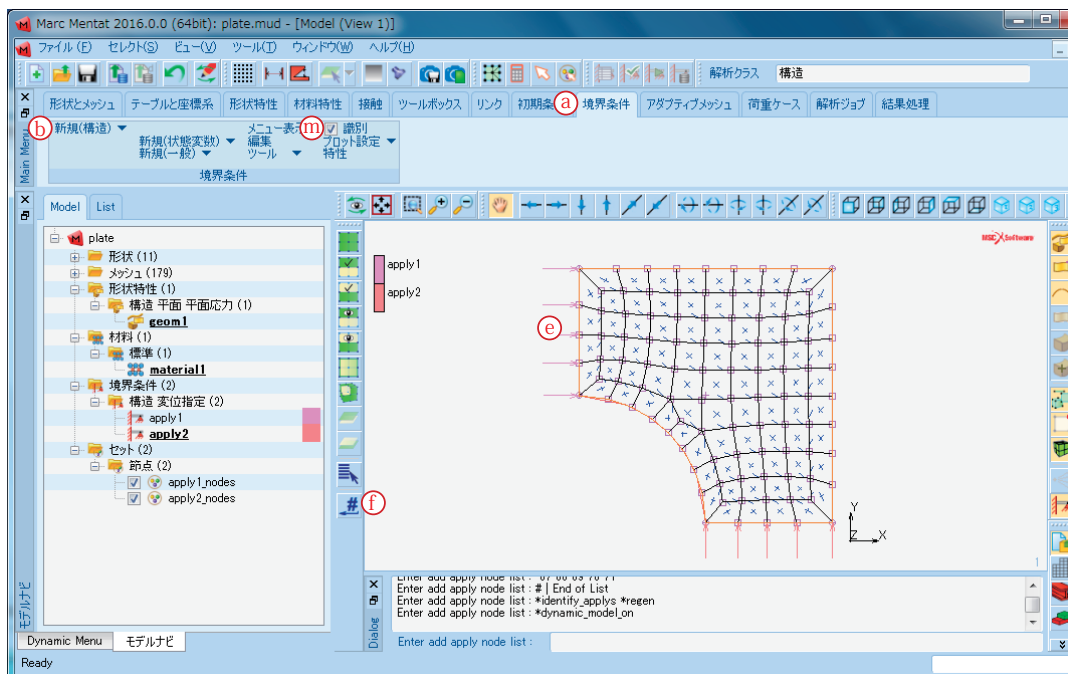 Marc Mentat 2016.0.0 (64bit): plate.mud - [Model (View 1)]
ファイル (F) セレクト(S) ビュー(V) ツール(T) ウィンドウ(W) ヘルプ(H)
解析クラス 構造
形状とメッシュ テーブルと座標系 形状特性 材料特性 接触 ツールボックス リンク 初期条 a 境界条件 アダプティブメッシュ 荷重ケース 解析ジョブ 結果処理
Main Menu
b 新規(構造) メニュー表示 m 識別
新規(状態変数) 編集 プロット設定
新規(一般) ツール 特性
境界条件
Model List
plate
形状 (11)
メッシュ (179)
形状特性 (1)
構造 平面 平面応力 (1)
geom1
材料 (1)
標準 (1)
material1
境界条件 (2)
構造 変位指定 (2)
apply1
apply2
セット (2)
節点 (2)
apply1_nodes
apply2_nodes
モデルナビ
apply1
apply2
MSC Software
e
f #
Y
Z X
1
Dialog
Enter add apply node list : 67 68 69 70 71
Enter add apply node list : # | End of List
Enter add apply node list : *identify_applys *regen
Enter add apply node list : *dynamic_model_on
Enter add apply node list :
Dynamic Menu モデルナビ
Ready